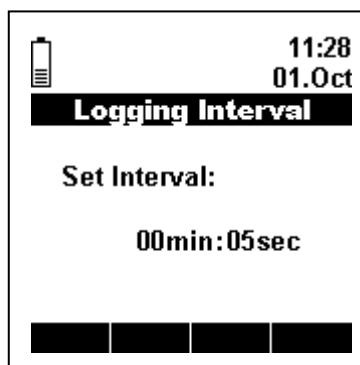 11:28
01.Oct
Logging Interval
Set Interval:
00min:05sec